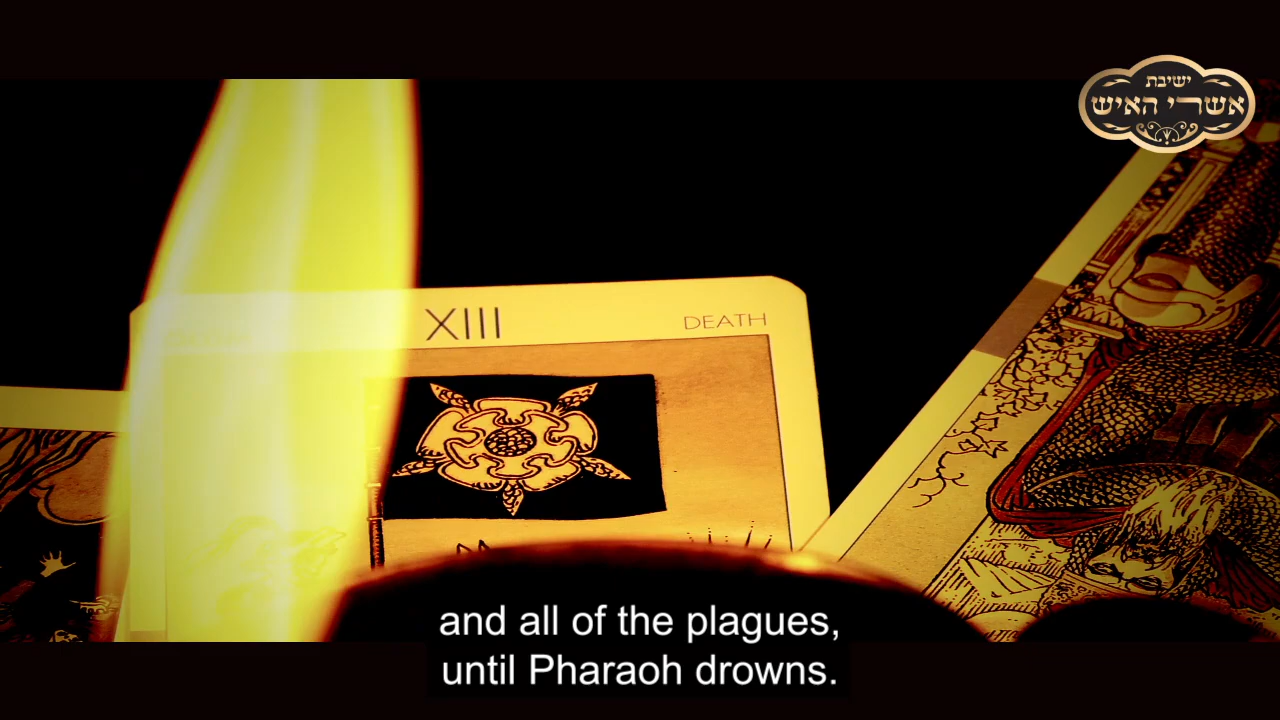 ישיבת
אשרי האיש
XIII
DEATH
and all of the plagues,
until Pharaoh drowns.